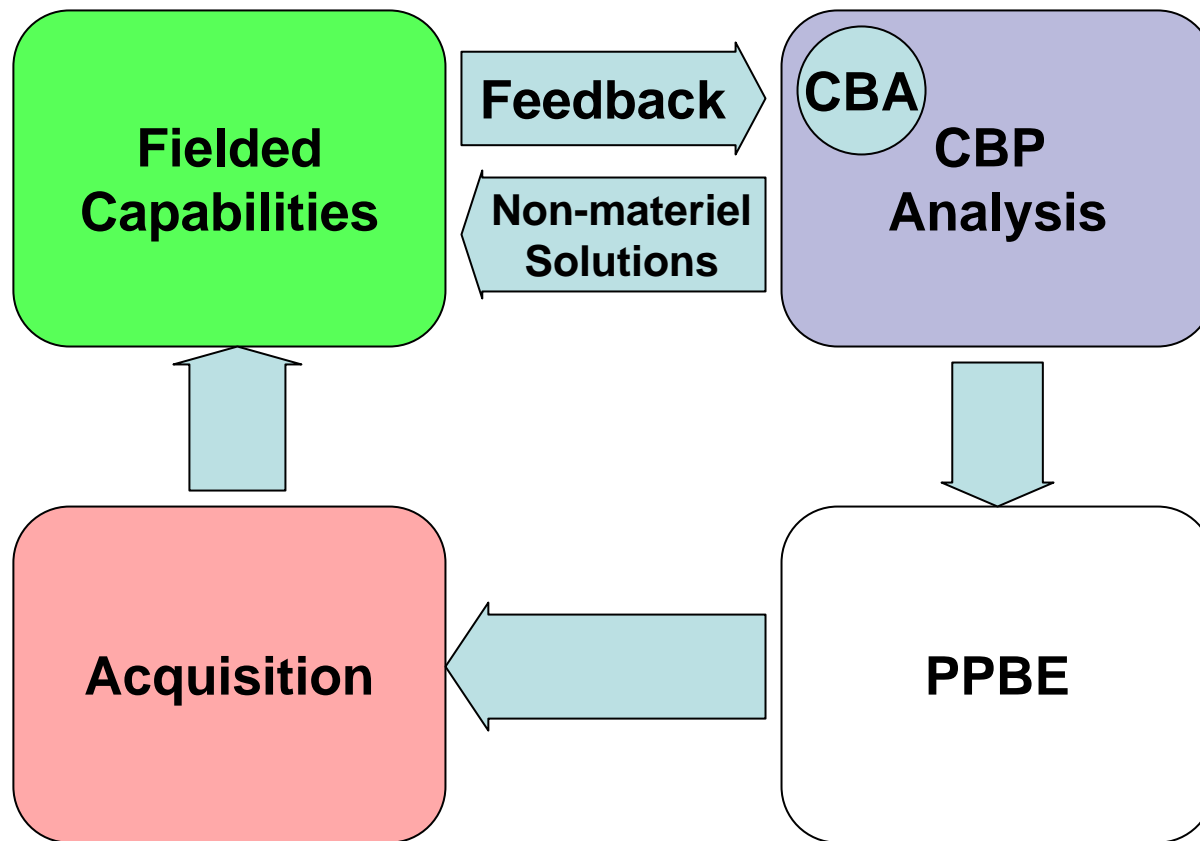 Fielded
Capabilities
Feedback
Non-materiel
Solutions
CBA
CBP
Analysis
Acquisition
PPBE